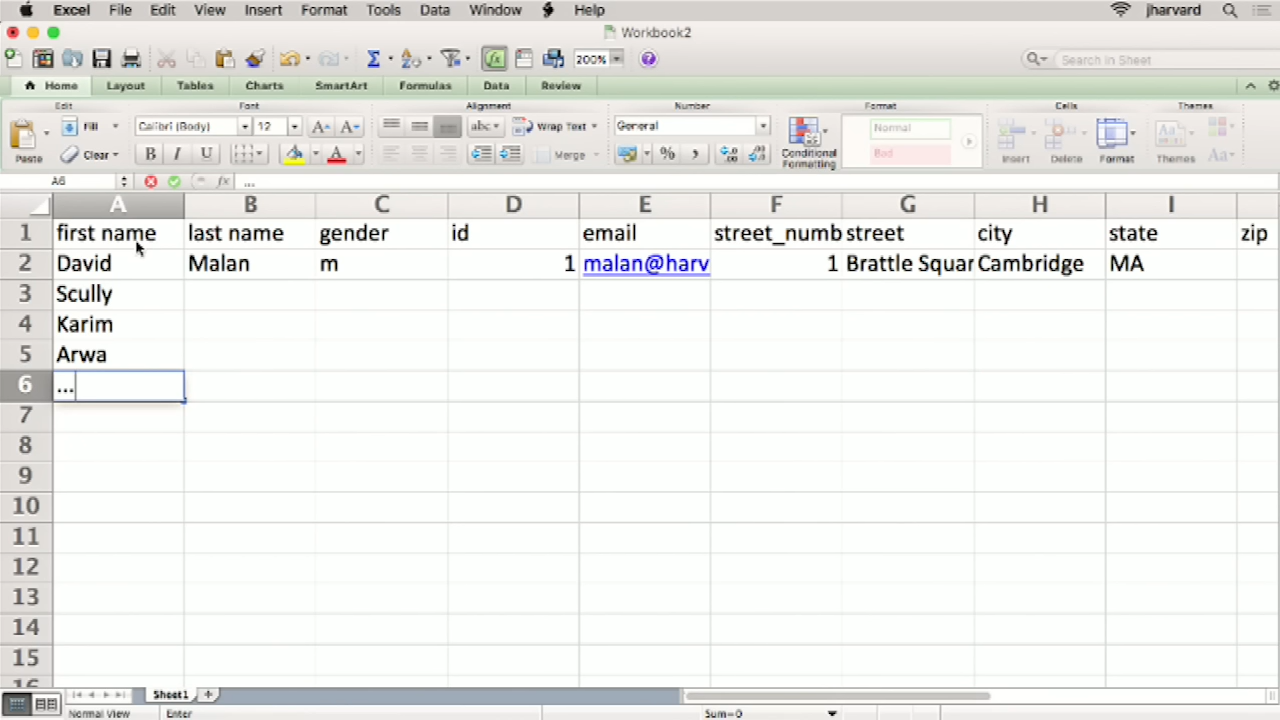 Excel File Edit View Insert Format Tools Data Window Help jharvard
Workbook2
200% Search in Sheet
Home Layout Tables Charts SmartArt Formulas Data Review
Edit Font Alignment Number Format Cells Themes
Fill Calibri (Body) 12 A A abc Wrap Text General Normal
Paste Clear B I U A Merge % , Conditional Formatting Bad Insert Delete Format Themes Aa
A6 fx ...
A B C D E F G H I
1 first name last name gender id email street_numb street city state zip
2 David Malan m 1 malan@harv 1 Brattle Squar Cambridge MA
3 Scully
4 Karim
5 Arwa
6 ...
7
8
9
10
11
12
13
14
15
16
Sheet1
Normal View Enter Sum=0